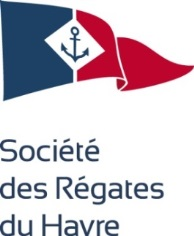 Société
des Régates
du Havre